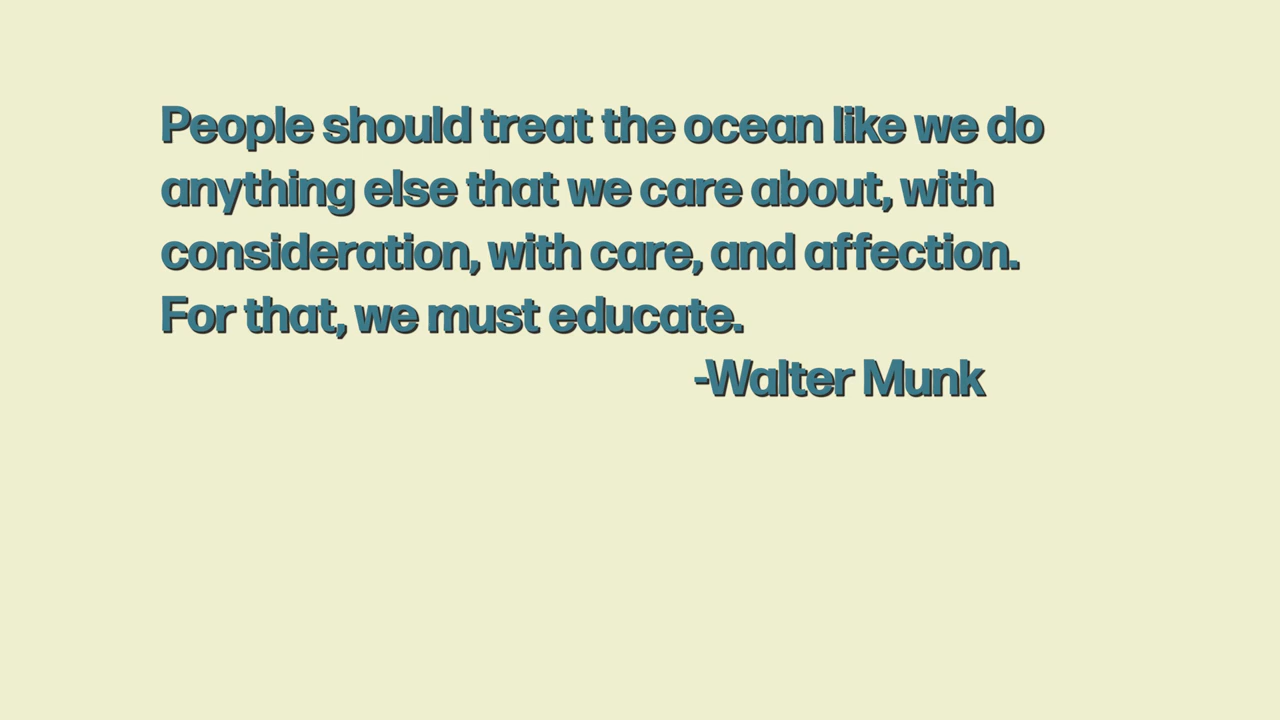 People should treat the ocean like we do
anything else that we care about, with
consideration, with care, and affection.
For that, we must educate.
-Walter Munk